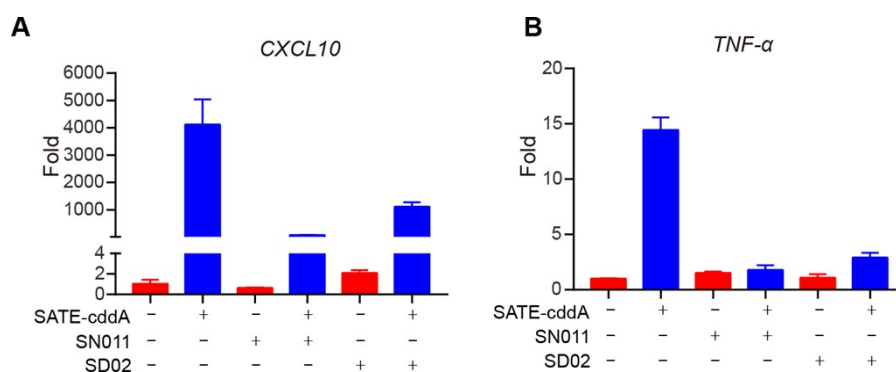 A
CXCL10
Fold
6000
5000
4000
3000
2000
1000
4
2
0
SATE-cddA - + - + - +
SN011 - - + + - -
SD02 - - - - + +
B
TNF-α
Fold
20
15
10
5
0
SATE-cddA - + - + - +
SN011 - - + + - -
SD02 - - - - + +